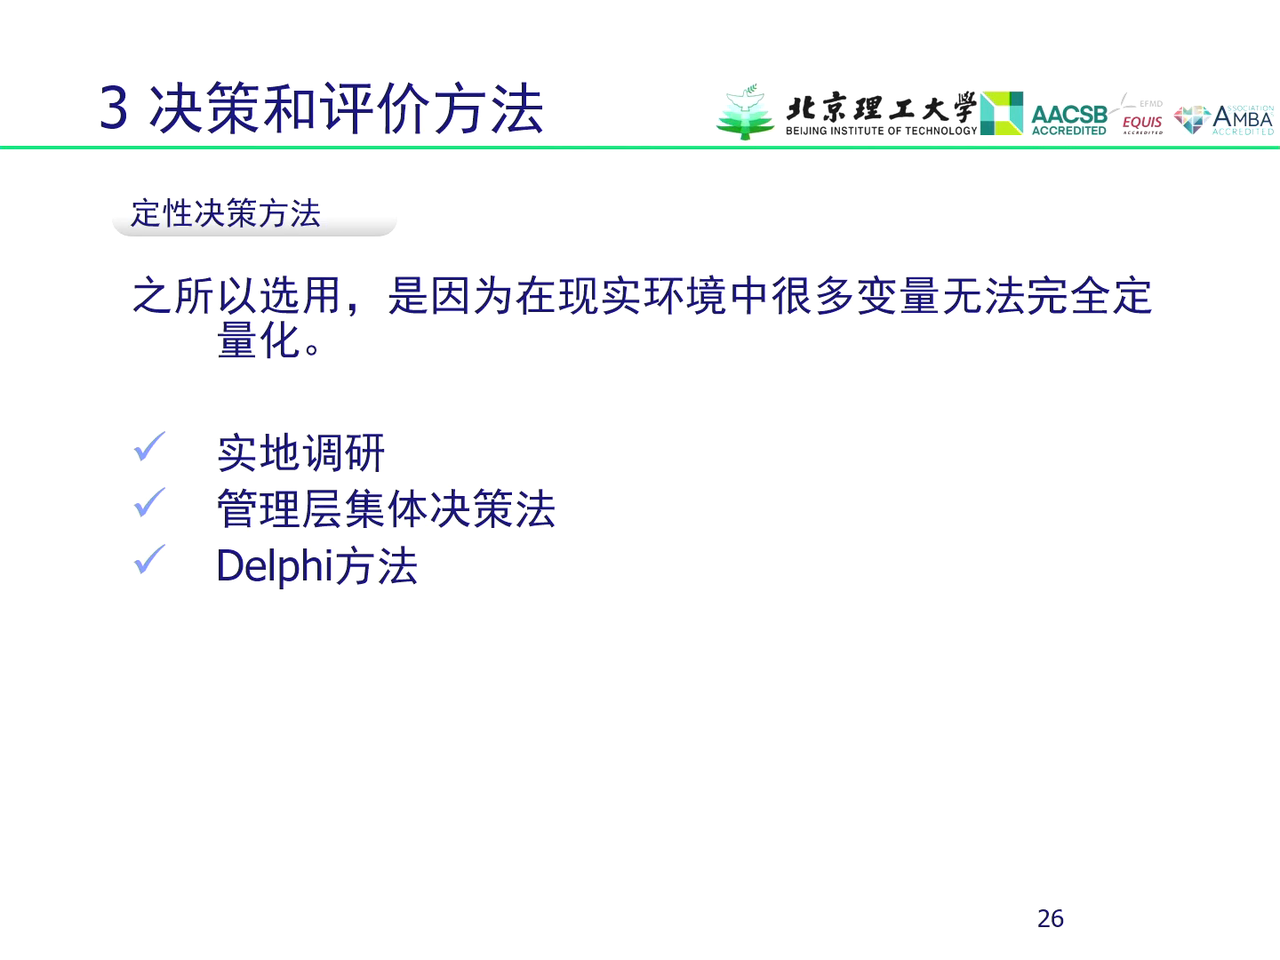 3 决策和评价方法
北京理工大学
BEIJING INSTITUTE OF TECHNOLOGY
AACSB
ACCREDITED
EFMD
EQUIS
ACCREDITED
ASSOCIATION
AMBA
ACCREDITED
定性决策方法
之所以选用，是因为在现实环境中很多变量无法完全定
量化。
实地调研
管理层集体决策法
Delphi方法
26